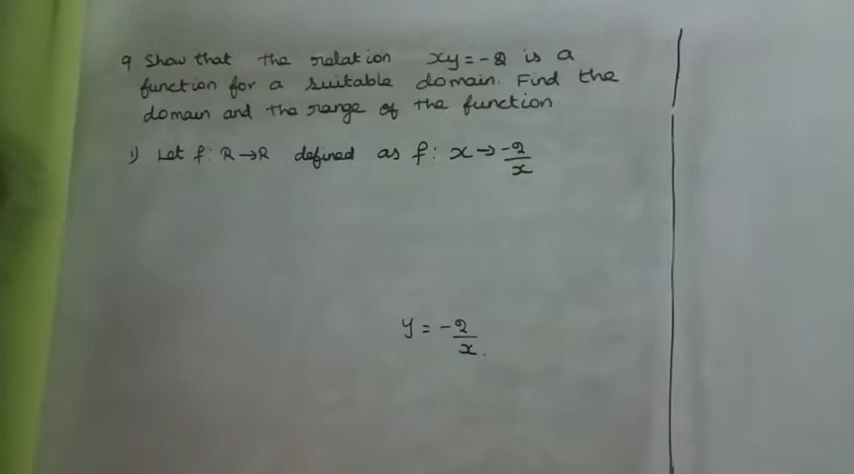 9 Show that the relation xy = -2 is a
function for a suitable domain. Find the
domain and the range of the function.
1) Let f: R→R defined as f: x → -2/x
y = -2/x.